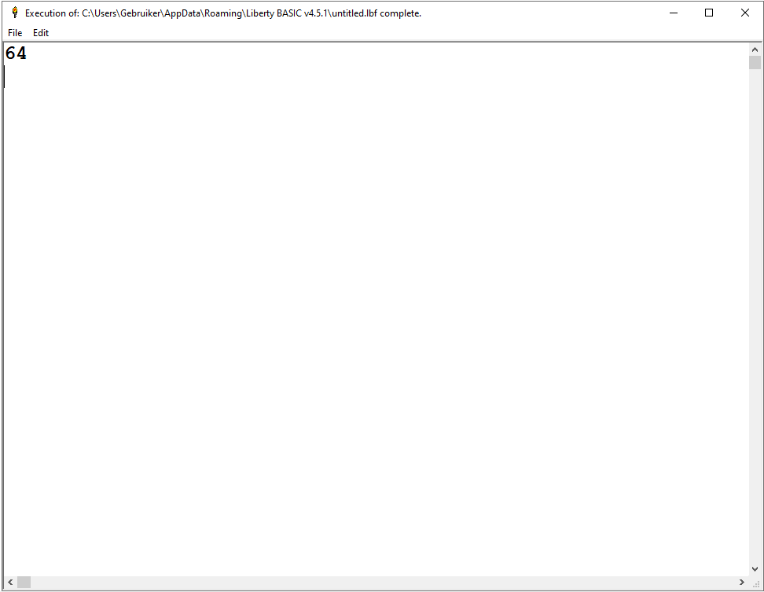 Execution of: C:\Users\Gebruiker\AppData\Roaming\Liberty BASIC v4.5.1\untitled.lbf complete.
File Edit
64